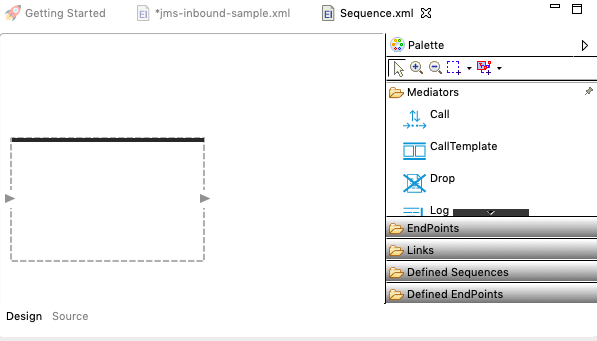 Getting Started
*jms-inbound-sample.xml
EI Sequence.xml
Palette
Mediators
Call
CallTemplate
Drop
Log
EndPoints
Links
Defined Sequences
Defined EndPoints
Design Source